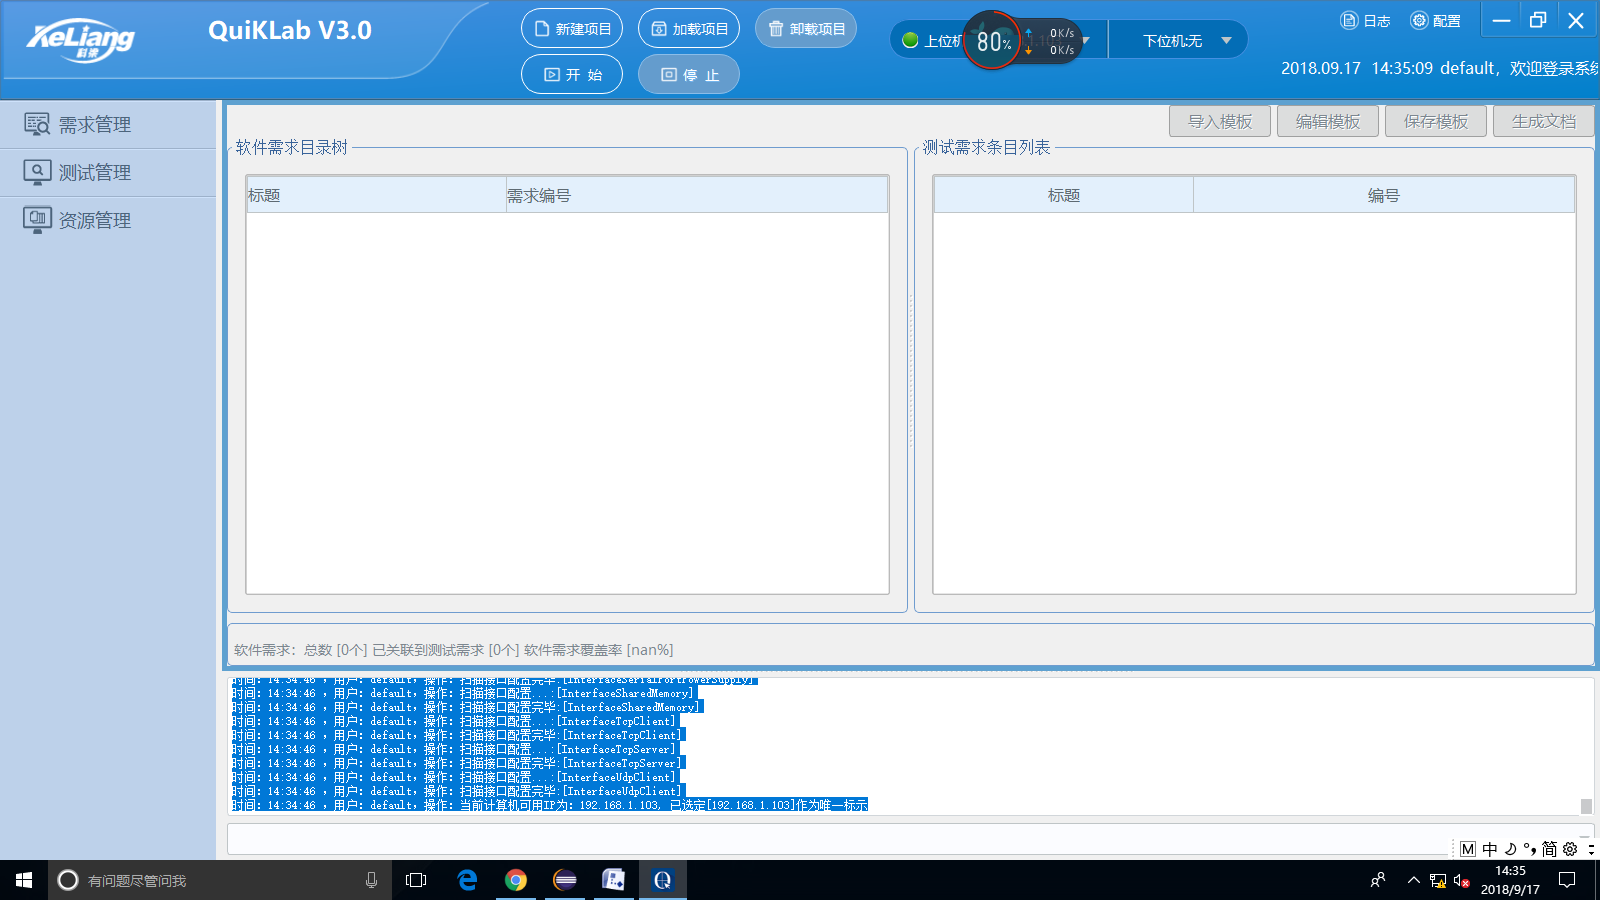 KeLiang
科梁
QuiKLab V3.0
新建项目
加载项目
卸载项目
开 始
停 止
上位机
80%
0K/s
0K/s
下位机:无
日志
配置
2018.09.17 14:35:09 default，欢迎登录系统
需求管理
测试管理
资源管理
导入模板
编辑模板
保存模板
生成文档
软件需求目录树
标题
需求编号
测试需求条目列表
标题
编号
软件需求：总数 [0个] 已关联到测试需求 [0个] 软件需求覆盖率 [nan%]
时间：14:34:46 ，用户：default，操作：扫描接口配置完毕:[InterfaceSerialPortPowerSupply]
时间：14:34:46 ，用户：default，操作：扫描接口配置...:[InterfaceSharedMemory]
时间：14:34:46 ，用户：default，操作：扫描接口配置完毕:[InterfaceSharedMemory]
时间：14:34:46 ，用户：default，操作：扫描接口配置...:[InterfaceTcpClient]
时间：14:34:46 ，用户：default，操作：扫描接口配置完毕:[InterfaceTcpClient]
时间：14:34:46 ，用户：default，操作：扫描接口配置...:[InterfaceTcpServer]
时间：14:34:46 ，用户：default，操作：扫描接口配置完毕:[InterfaceTcpServer]
时间：14:34:46 ，用户：default，操作：扫描接口配置...:[InterfaceUdpClient]
时间：14:34:46 ，用户：default，操作：扫描接口配置完毕:[InterfaceUdpClient]
时间：14:34:46 ，用户：default，操作：当前计算机可用IP为：192.168.1.103, 已选定[192.168.1.103]作为唯一标示
M 中 简
有问题尽管问我
14:35
2018/9/17